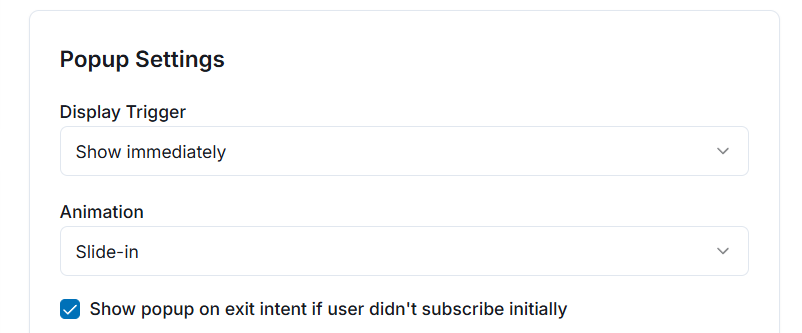 Popup Settings
Display Trigger
Show immediately
Animation
Slide-in
Show popup on exit intent if user didn't subscribe initially